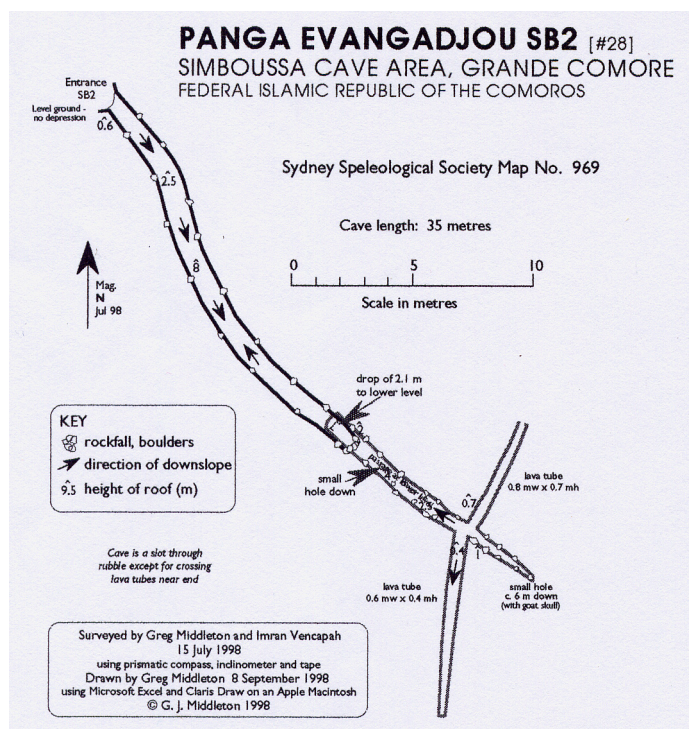 PANGA EVANGADJOU SB2 [#28]
SIMBOUSSA CAVE AREA, GRANDE COMORE
FEDERAL ISLAMIC REPUBLIC OF THE COMOROS
Entrance
SB2
Level ground -
no depression
0.6
2.5
Sydney Speleological Society Map No. 969
Cave length: 35 metres
8
0 5 10
Scale in metres
Mag.
N
Jul 98
drop of 2.1 m
to lower level
KEY
rockfall, boulders
direction of downslope
9.5 height of roof (m)
small
hole down
lava tube
0.8 mw x 0.7 mh
0.7
Cave is a slot through
rubble except for crossing
lava tubes near end
lava tube
0.6 mw x 0.4 mh
small hole
c. 6 m down
(with goat skull)
Surveyed by Greg Middleton and Imran Vencapah
15 July 1998
using prismatic compass, inclinometer and tape
Drawn by Greg Middleton 8 September 1998
using Microsoft Excel and Claris Draw on an Apple Macintosh
© G. J. Middleton 1998